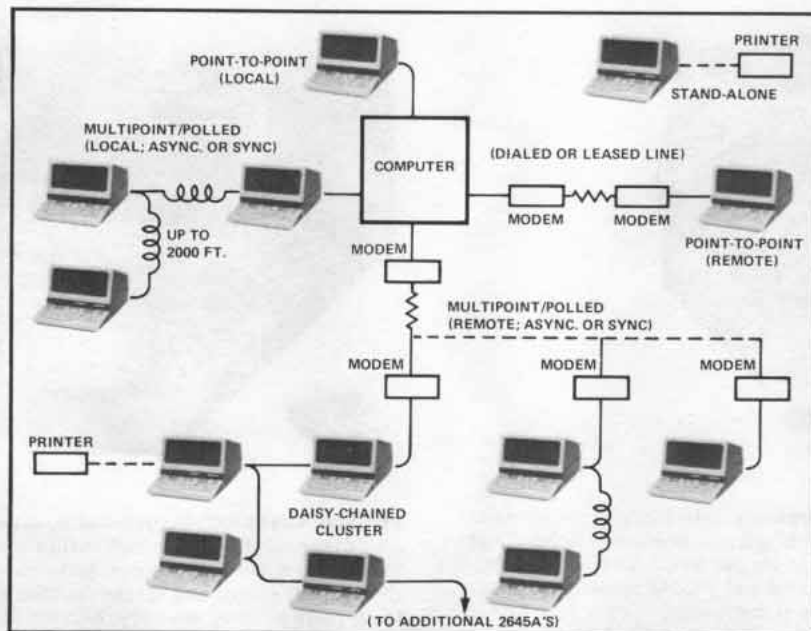 POINT-TO-POINT
(LOCAL)
PRINTER
STAND-ALONE
MULTIPOINT/POLLED
(LOCAL; ASYNC. OR SYNC)
COMPUTER
(DIALED OR LEASED LINE)
MODEM
MODEM
UP TO
2000 FT.
POINT-TO-POINT
(REMOTE)
MODEM
MULTIPOINT/POLLED
(REMOTE; ASYNC. OR SYNC)
MODEM
MODEM
MODEM
PRINTER
DAISY-CHAINED
CLUSTER
(TO ADDITIONAL 2645A'S)